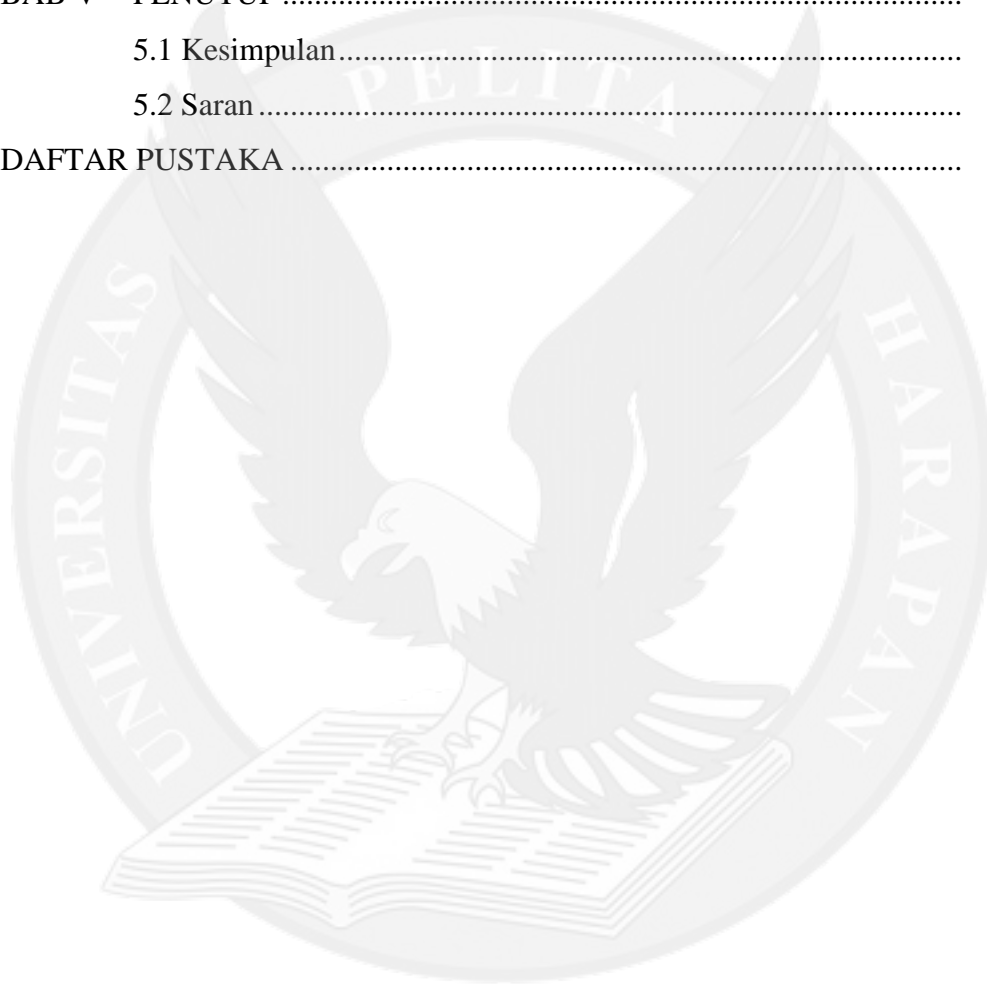 BAB V PENUTUP ....................................................................................
5.1 Kesimpulan.............................................................................
5.2 Saran .......................................................................................
DAFTAR PUSTAKA ...................................................................................
UNIVERSITAS PELITA HARAPAN